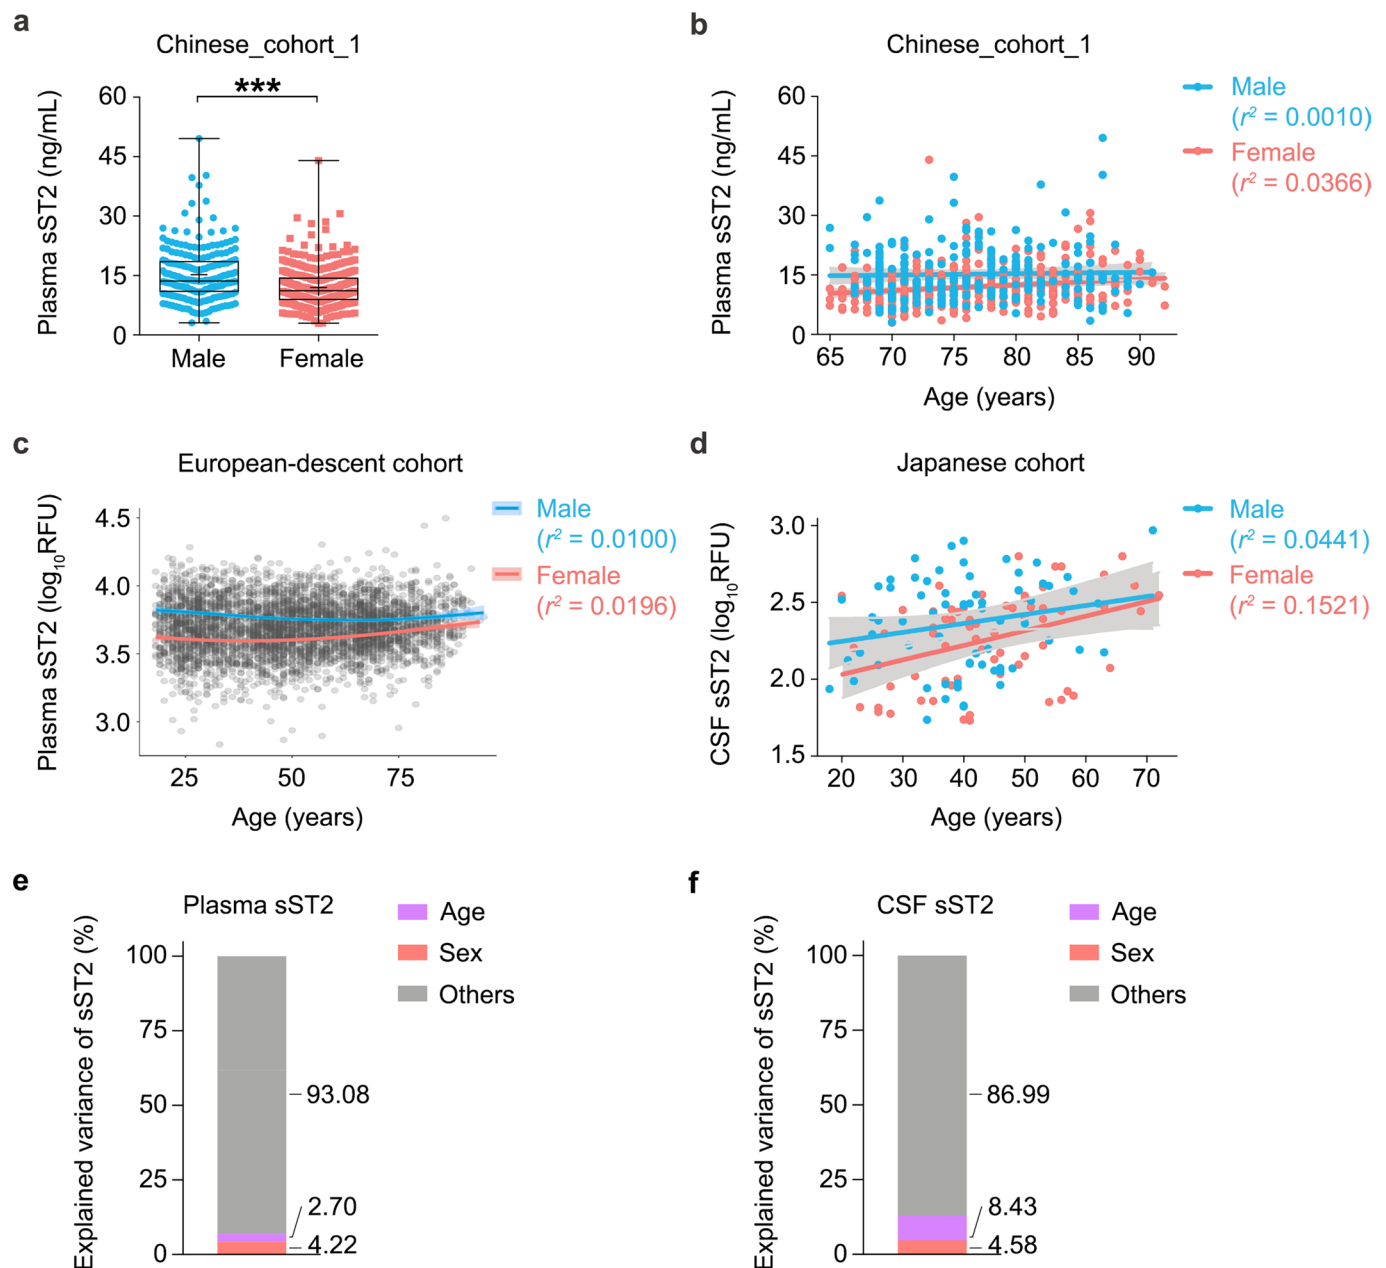 a
Chinese_cohort_1
***
Plasma sST2 (ng/mL)
60
45
30
15
0
Male
Female
b
Chinese_cohort_1
Plasma sST2 (ng/mL)
60
45
30
15
0
65
70
75
80
85
90
Age (years)
Male
(r² = 0.0010)
Female
(r² = 0.0366)
c
European-descent cohort
Plasma sST2 (log₁₀RFU)
4.5
4.0
3.5
3.0
25
50
75
Age (years)
Male
(r² = 0.0100)
Female
(r² = 0.0196)
d
Japanese cohort
CSF sST2 (log₁₀RFU)
3.0
2.5
2.0
1.5
20
30
40
50
60
70
Age (years)
Male
(r² = 0.0441)
Female
(r² = 0.1521)
e
Plasma sST2
Explained variance of sST2 (%)
100
75
50
25
0
93.08
2.70
4.22
Age
Sex
Others
f
CSF sST2
Explained variance of sST2 (%)
100
75
50
25
0
86.99
8.43
4.58
Age
Sex
Others